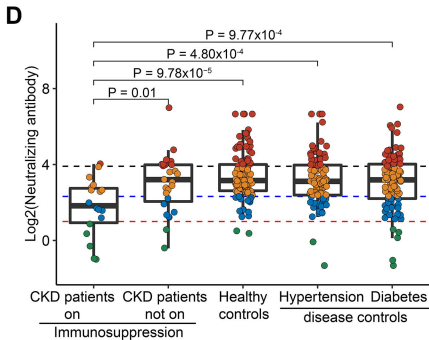 D
P = 9.77x10⁻⁴
P = 4.80x10⁻⁴
P = 9.78x10⁻⁵
P = 0.01
Log2(Neutralizing antibody)
8
4
0
CKD patients on
CKD patients not on
Immunosuppression
Healthy controls
Hypertension Diabetes
disease controls